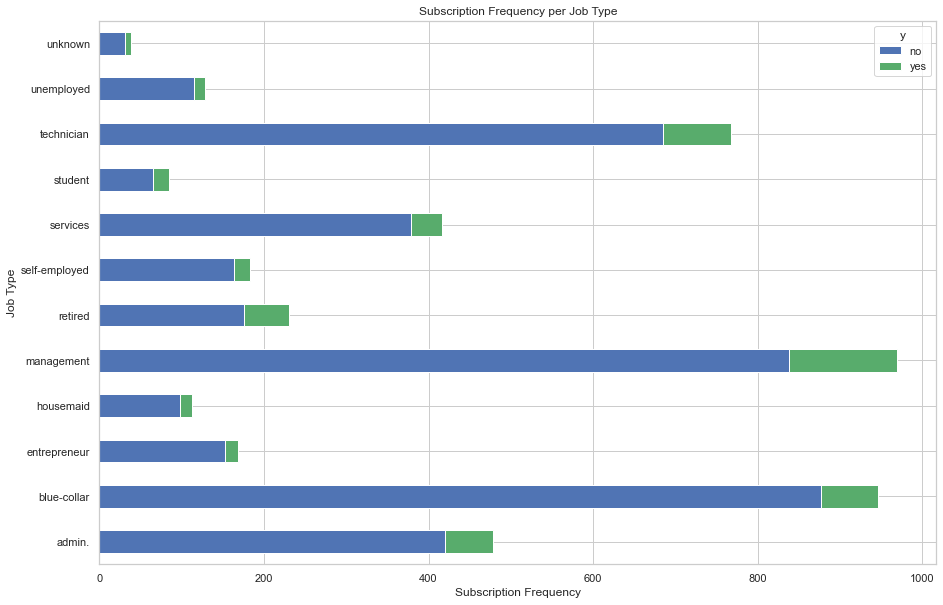 Subscription Frequency per Job Type
y
no
yes
unknown
unemployed
technician
student
services
self-employed
retired
management
housemaid
entrepreneur
blue-collar
admin.
Job Type
0 200 400 600 800 1000
Subscription Frequency